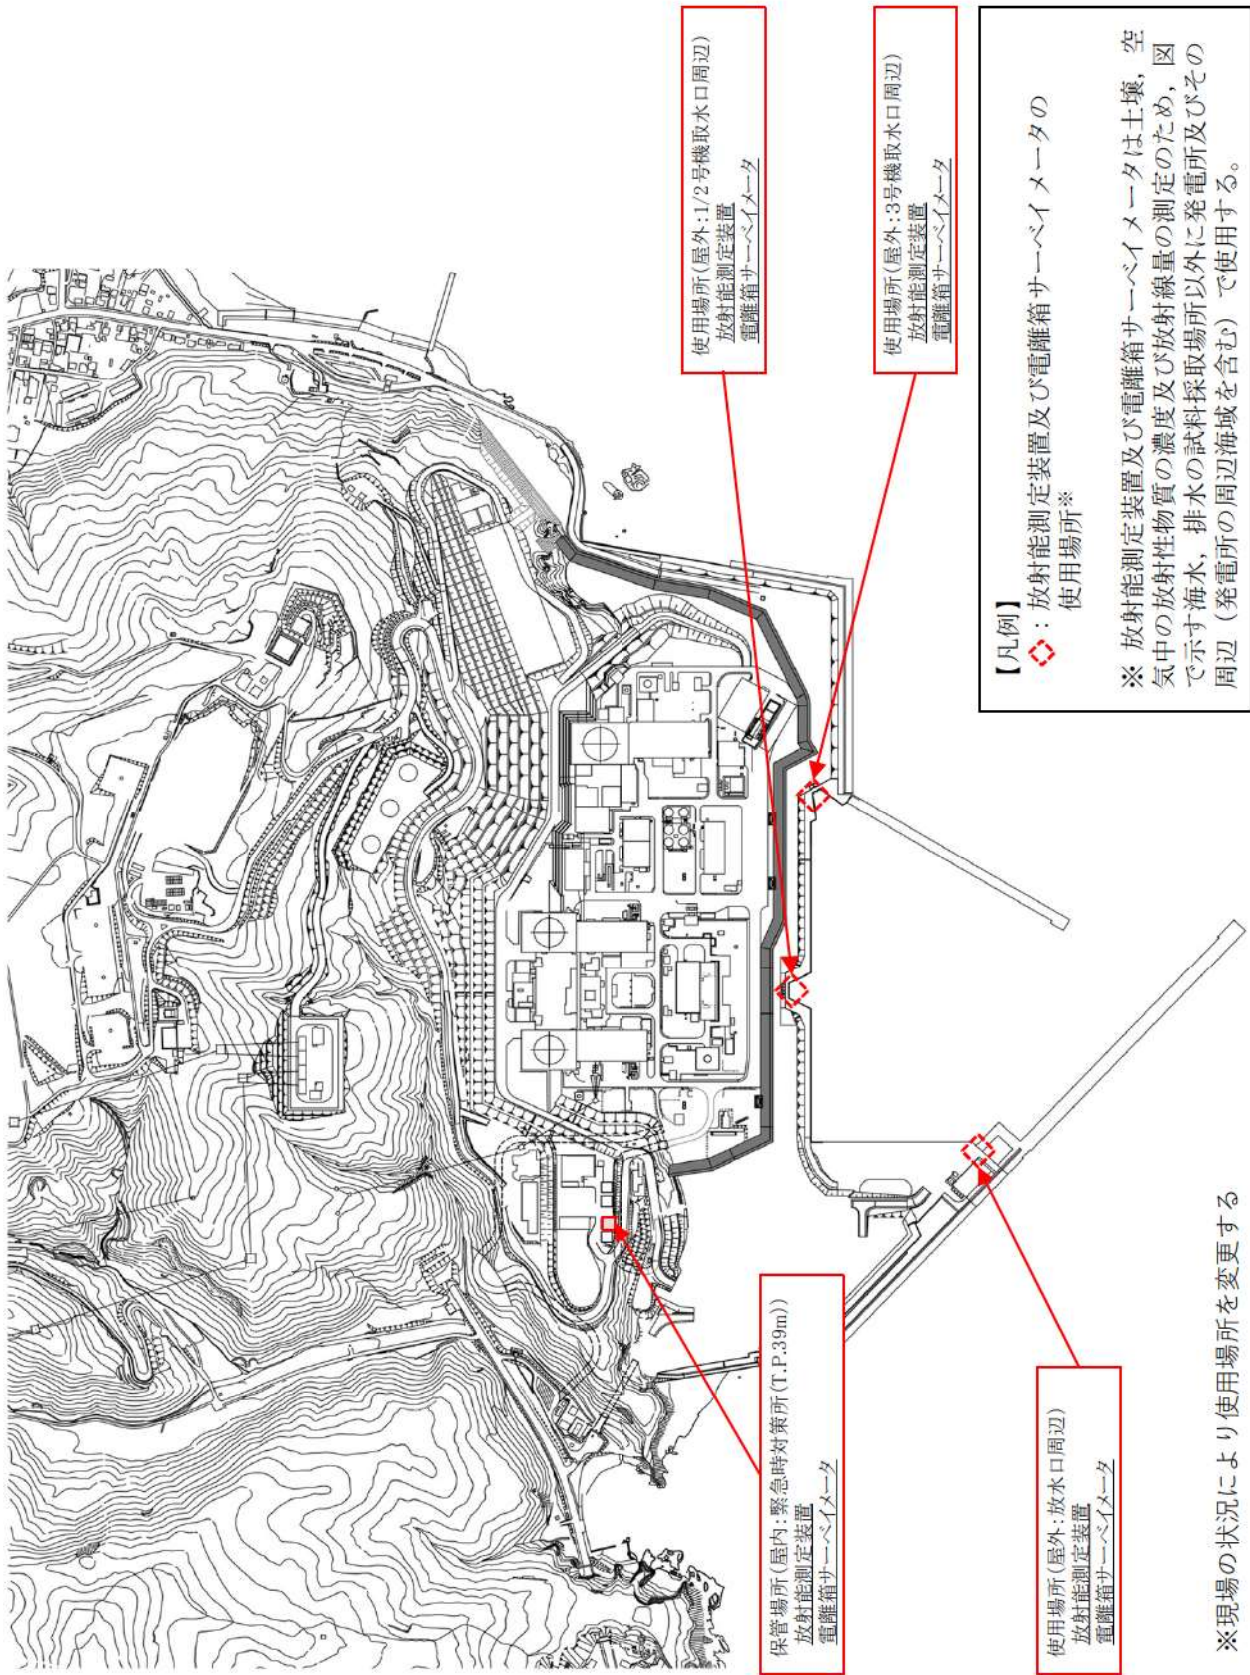 保管場所(屋内:緊急時対策所(T.P.39m))
放射能測定装置
電離箱サーベイメータ
使用場所(屋外:1/2号機取水口周辺)
放射能測定装置
電離箱サーベイメータ
使用場所(屋外:3号機取水口周辺)
放射能測定装置
電離箱サーベイメータ
使用場所(屋外:放水口周辺)
放射能測定装置
電離箱サーベイメータ
【凡例】
：放射能測定装置及び電離箱サーベイメータの
使用場所※
※ 放射能測定装置及び電離箱サーベイメータは土壌，空
気中の放射性物質の濃度及び放射線量の測定のため，図
で示す海水，排水の試料採取場所以外に発電所及びその
周辺（発電所の周辺海域を含む）で使用する。
※現場の状況により使用場所を変更する